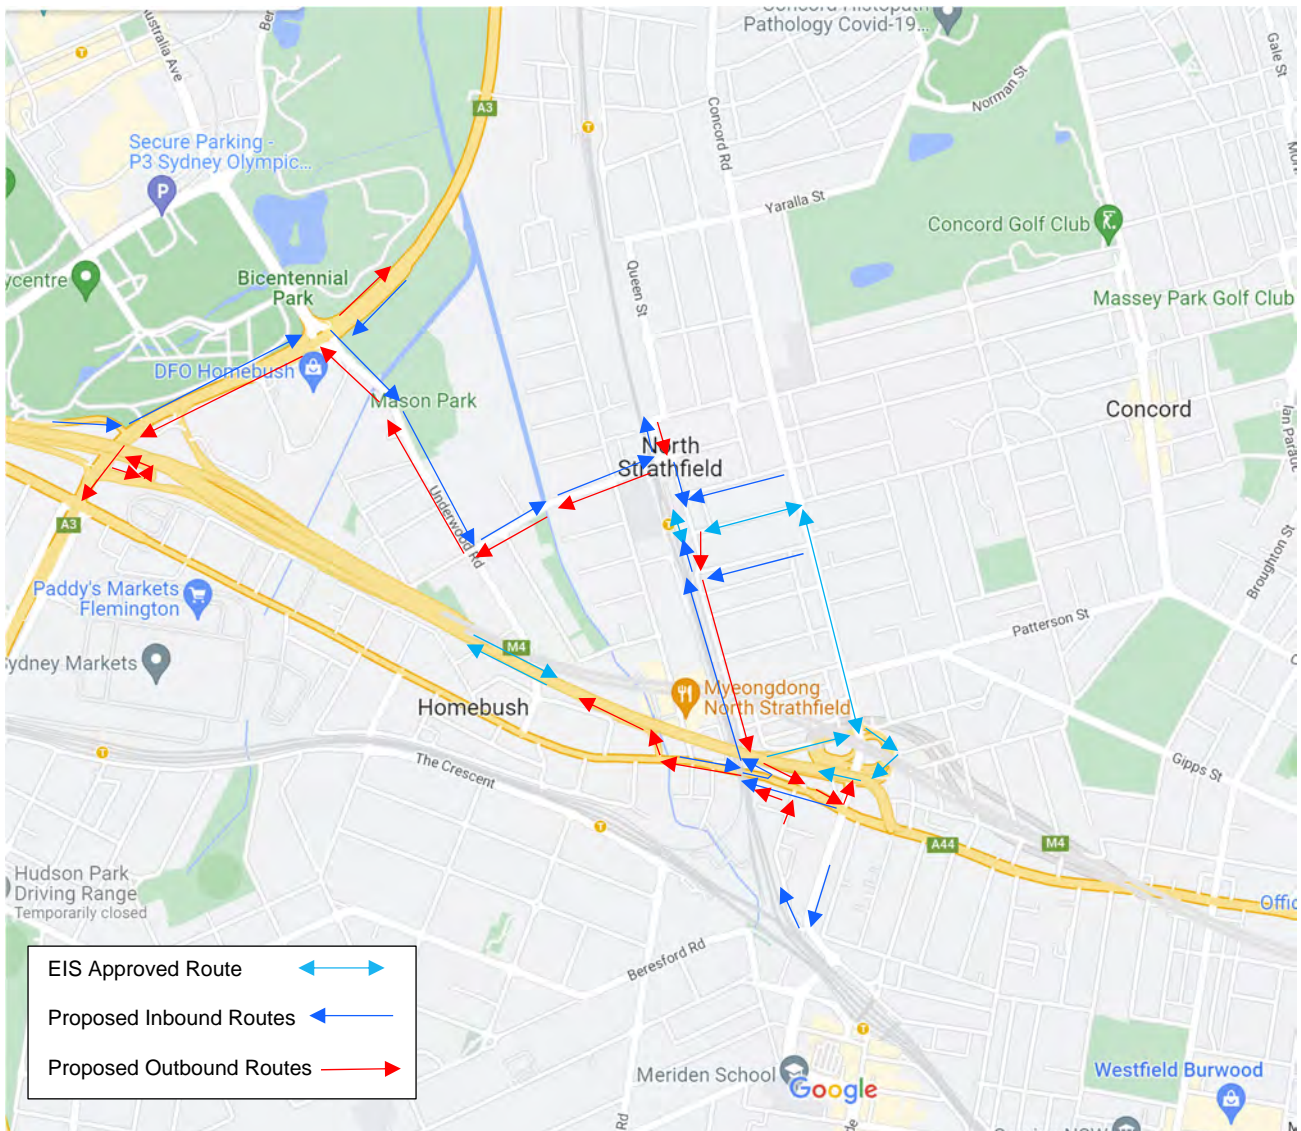 Concord Histopath
Pathology Covid-19...
Australia Ave
Gale St
A3
Norman St
Concord Rd
Secure Parking -
P3 Sydney Olympic...
P
Yaralla St
Concord Golf Club
Queen St
Bicentennial
Park
Massey Park Golf Club
DFO Homebush
Mason Park
Concord
North
Strathfield
Underwood Rd
A3
Broughton St
Paddy's Markets
Flemington
Patterson St
Sydney Markets
M4
Myeongdong
North Strathfield
Homebush
The Crescent
Gipps St
A44
M4
Hudson Park
Driving Range
Temporarily closed
Beresford Rd
EIS Approved Route
Proposed Inbound Routes
Proposed Outbound Routes
Meriden School
Google
Westfield Burwood
Rd